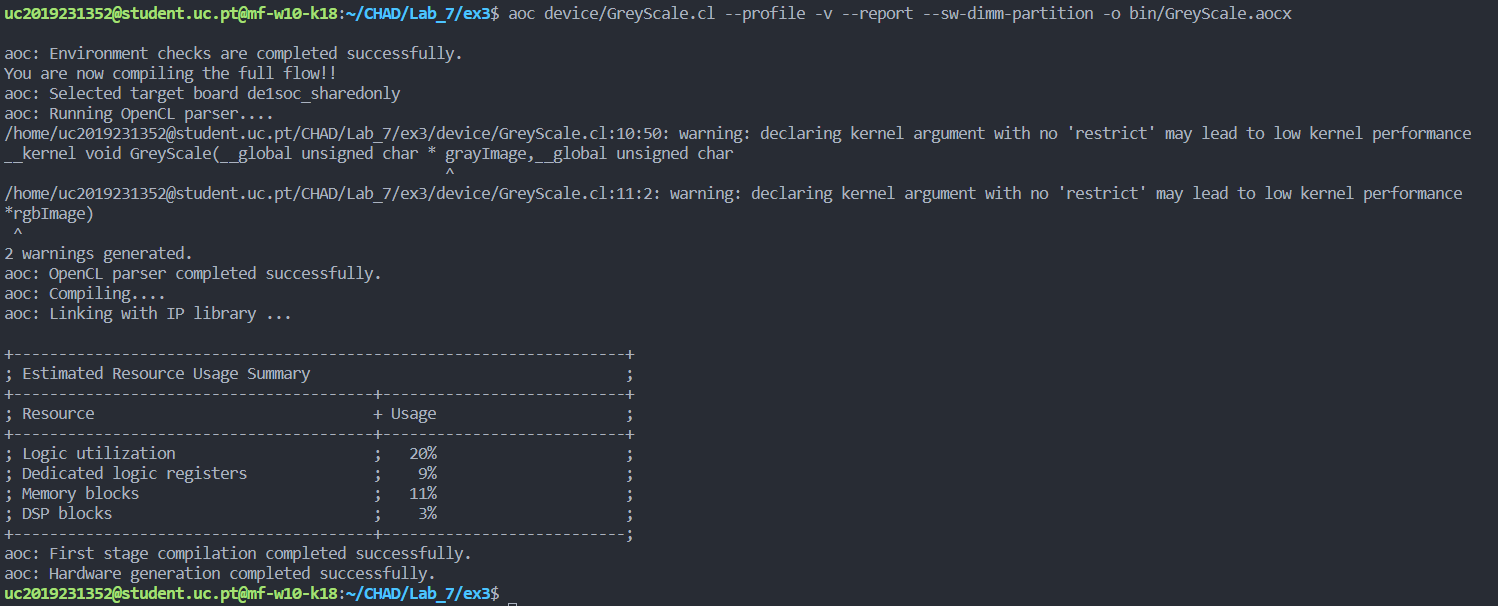 uc2019231352@student.uc.pt@mf-w10-k18:~/CHAD/Lab_7/ex3$ aoc device/GreyScale.cl --profile -v --report --sw-dimm-partition -o bin/GreyScale.aocx
aoc: Environment checks are completed successfully.
You are now compiling the full flow!!
aoc: Selected target board de1soc_sharedonly
aoc: Running OpenCL parser....
/home/uc2019231352@student.uc.pt/CHAD/Lab_7/ex3/device/GreyScale.cl:10:50: warning: declaring kernel argument with no 'restrict' may lead to low kernel performance
__kernel void GreyScale(__global unsigned char * grayImage,__global unsigned char
                                                 ^
/home/uc2019231352@student.uc.pt/CHAD/Lab_7/ex3/device/GreyScale.cl:11:2: warning: declaring kernel argument with no 'restrict' may lead to low kernel performance
*rgbImage)
 ^
2 warnings generated.
aoc: OpenCL parser completed successfully.
aoc: Compiling....
aoc: Linking with IP library ...
+--------------------------------------------------------------------+
; Estimated Resource Usage Summary                                   ;
+----------------------------------------+---------------------------+
; Resource                               + Usage                     ;
+----------------------------------------+---------------------------+
; Logic utilization                      ;   20%                     ;
; Dedicated logic registers              ;    9%                     ;
; Memory blocks                          ;   11%                     ;
; DSP blocks                             ;    3%                     ;
+----------------------------------------+---------------------------;
aoc: First stage compilation completed successfully.
aoc: Hardware generation completed successfully.
uc2019231352@student.uc.pt@mf-w10-k18:~/CHAD/Lab_7/ex3$